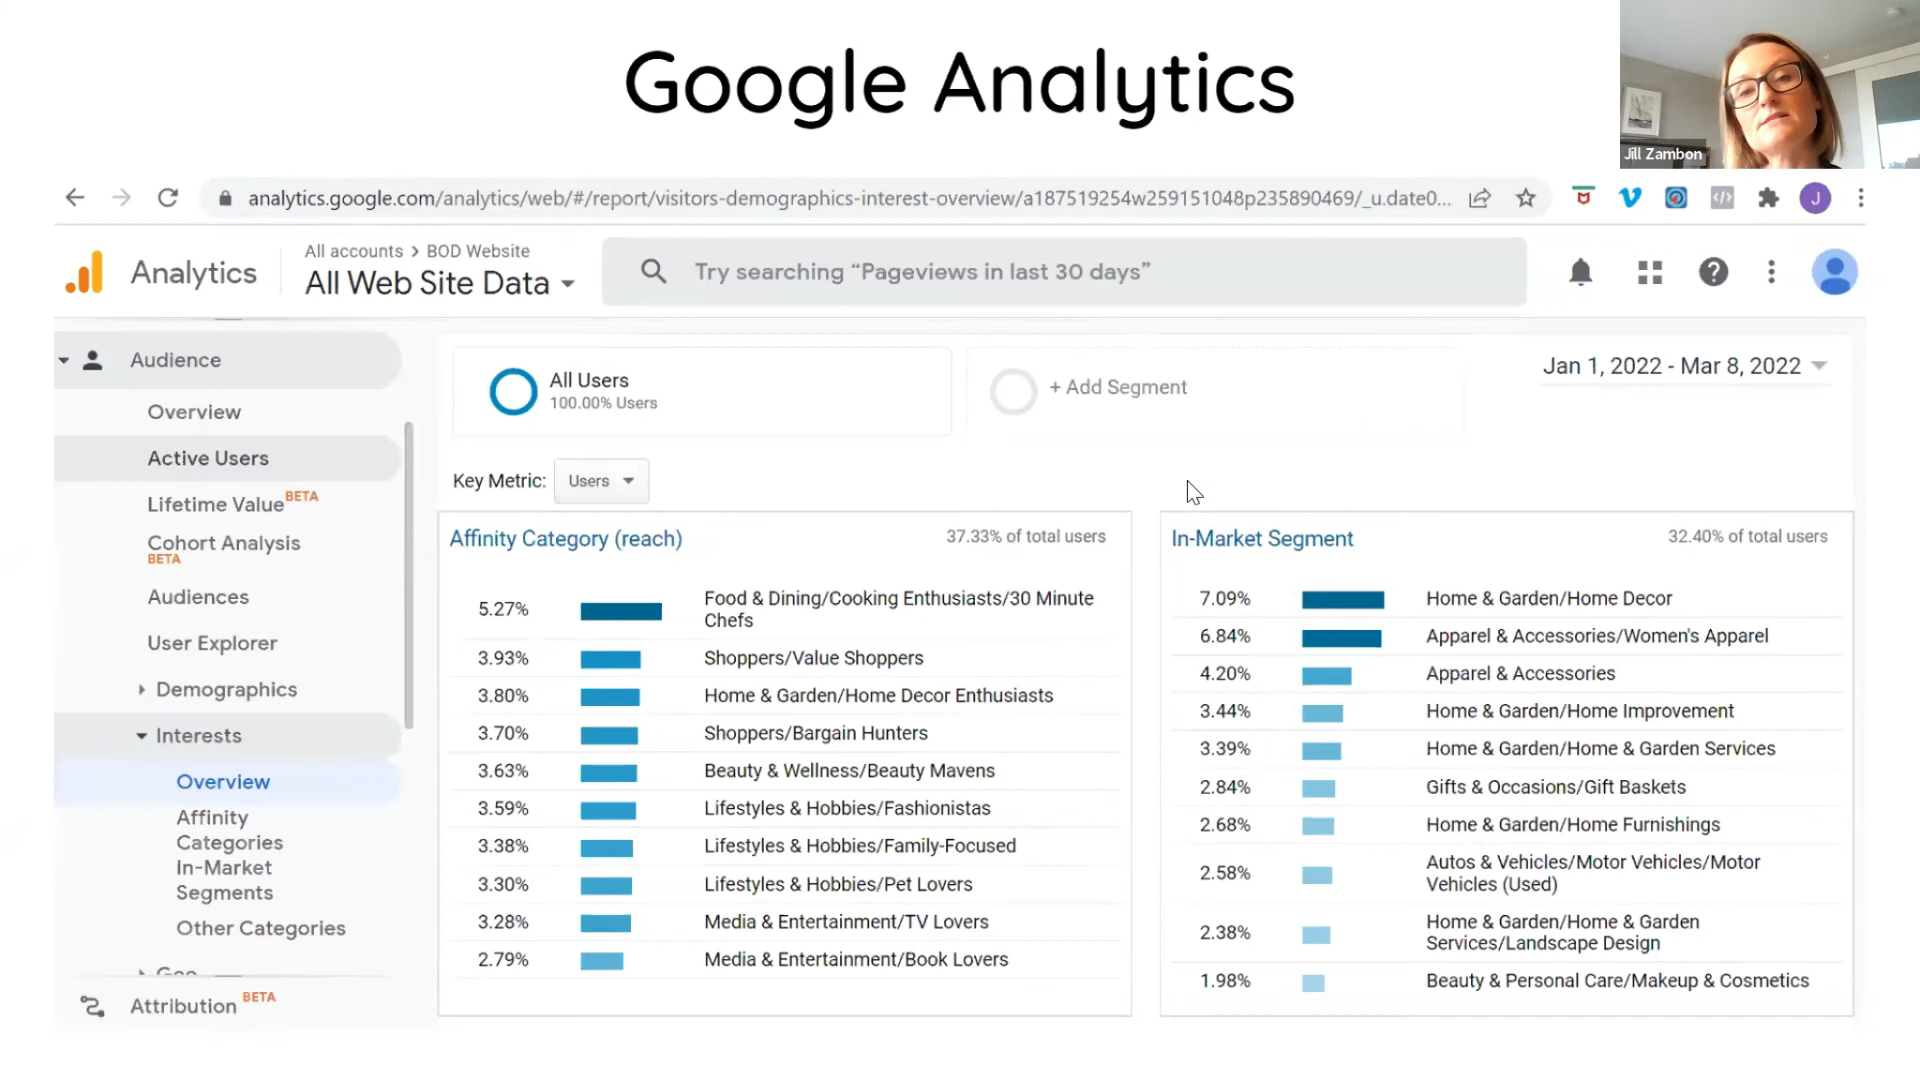 Google Analytics
Jill Zambon
analytics.google.com/analytics/web/#/report/visitors-demographics-interest-overview/a187519254w259151048p235890469/_u.date0...
J
Analytics
All accounts > BOD Website
All Web Site Data
Try searching “Pageviews in last 30 days”
Audience
Overview
Active Users
Lifetime Value BETA
Cohort Analysis
BETA
Audiences
User Explorer
Demographics
Interests
Overview
Affinity
Categories
In-Market
Segments
Other Categories
Attribution BETA
All Users
100.00% Users
+ Add Segment
Jan 1, 2022 - Mar 8, 2022
Key Metric: Users
Affinity Category (reach) 37.33% of total users
5.27% Food & Dining/Cooking Enthusiasts/30 Minute
Chefs
3.93% Shoppers/Value Shoppers
3.80% Home & Garden/Home Decor Enthusiasts
3.70% Shoppers/Bargain Hunters
3.63% Beauty & Wellness/Beauty Mavens
3.59% Lifestyles & Hobbies/Fashionistas
3.38% Lifestyles & Hobbies/Family-Focused
3.30% Lifestyles & Hobbies/Pet Lovers
3.28% Media & Entertainment/TV Lovers
2.79% Media & Entertainment/Book Lovers
In-Market Segment 32.40% of total users
7.09% Home & Garden/Home Decor
6.84% Apparel & Accessories/Women's Apparel
4.20% Apparel & Accessories
3.44% Home & Garden/Home Improvement
3.39% Home & Garden/Home & Garden Services
2.84% Gifts & Occasions/Gift Baskets
2.68% Home & Garden/Home Furnishings
2.58% Autos & Vehicles/Motor Vehicles/Motor
Vehicles (Used)
2.38% Home & Garden/Home & Garden
Services/Landscape Design
1.98% Beauty & Personal Care/Makeup & Cosmetics